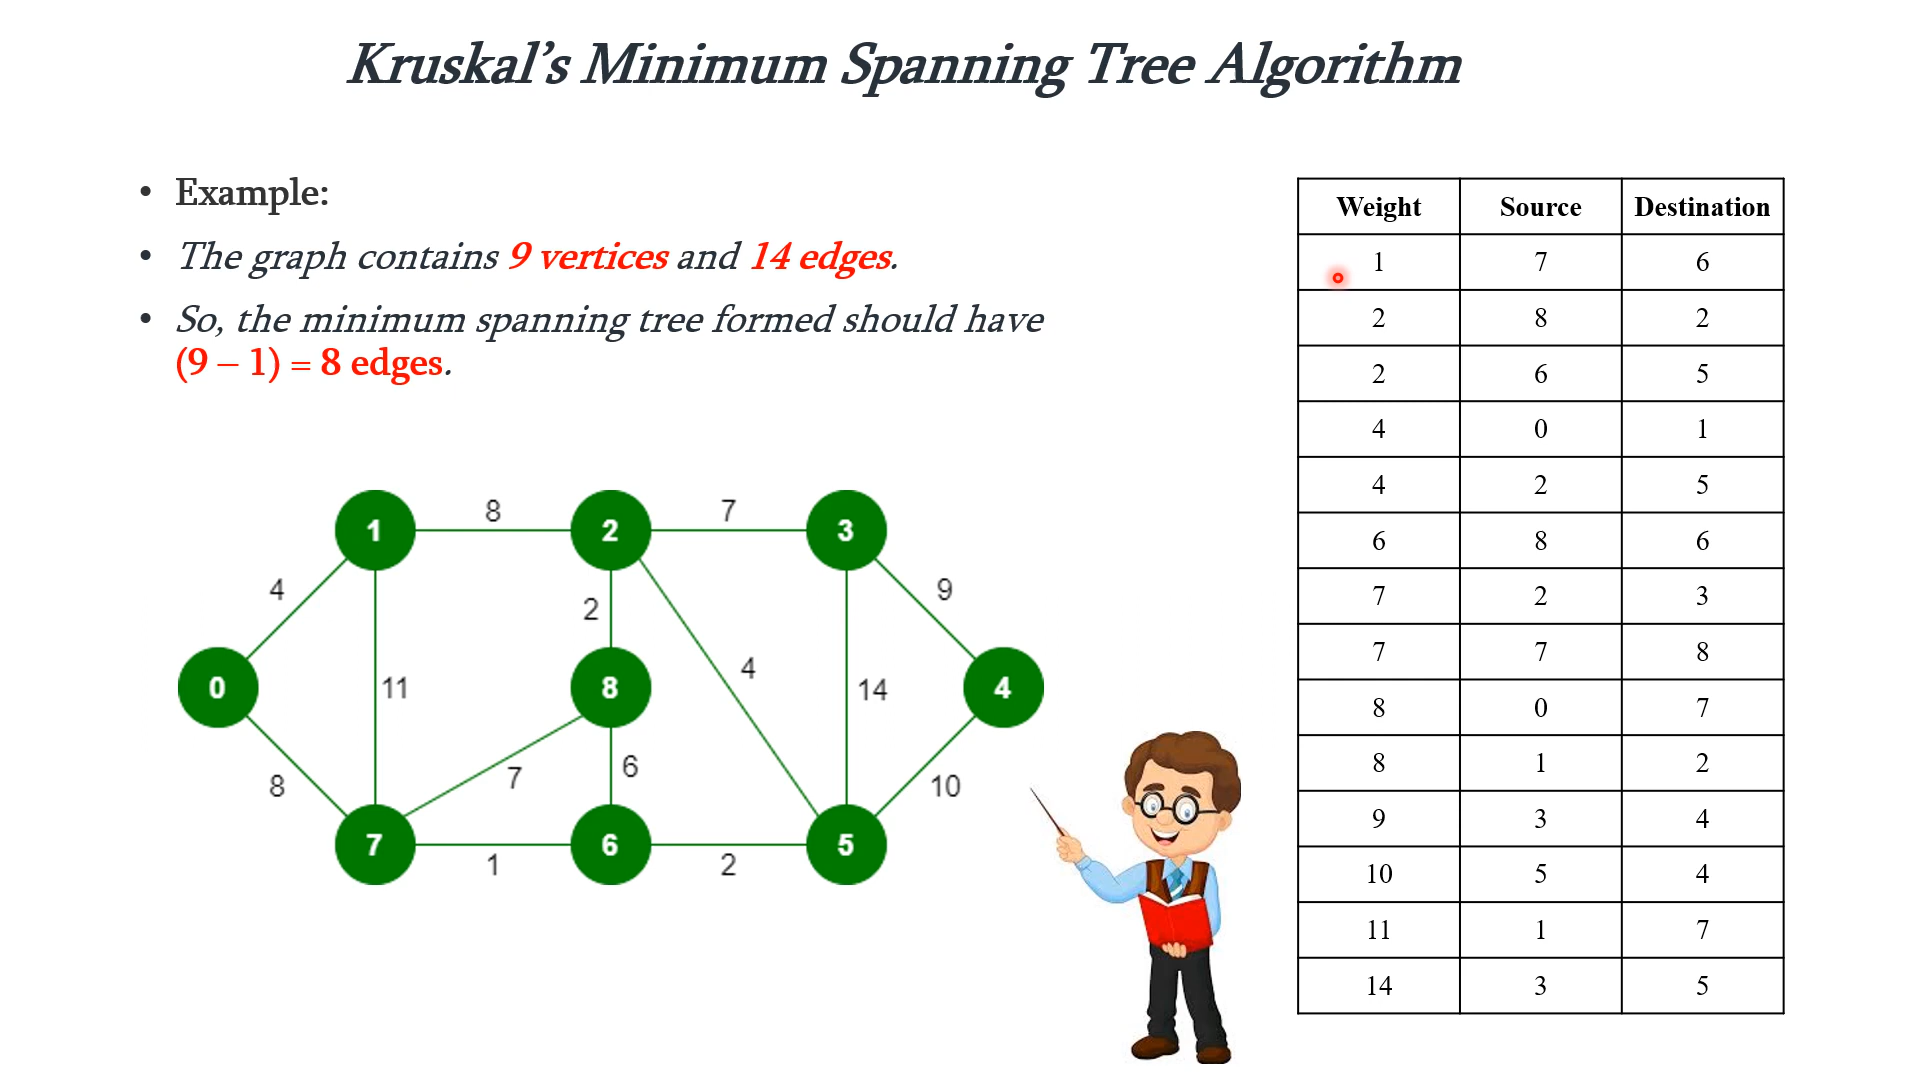 Kruskal's Minimum Spanning Tree Algorithm
• Example:
• The graph contains 9 vertices and 14 edges.
• So, the minimum spanning tree formed should have
(9 – 1) = 8 edges.
Weight Source Destination
1 7 6
2 8 2
2 6 5
4 0 1
4 2 5
6 8 6
7 2 3
7 7 8
8 0 7
8 1 2
9 3 4
10 5 4
11 1 7
14 3 5
8 7
1 2 3
4 2 9
4
0 11 8 14 4
8 7 6 10
7 6 5
1 2